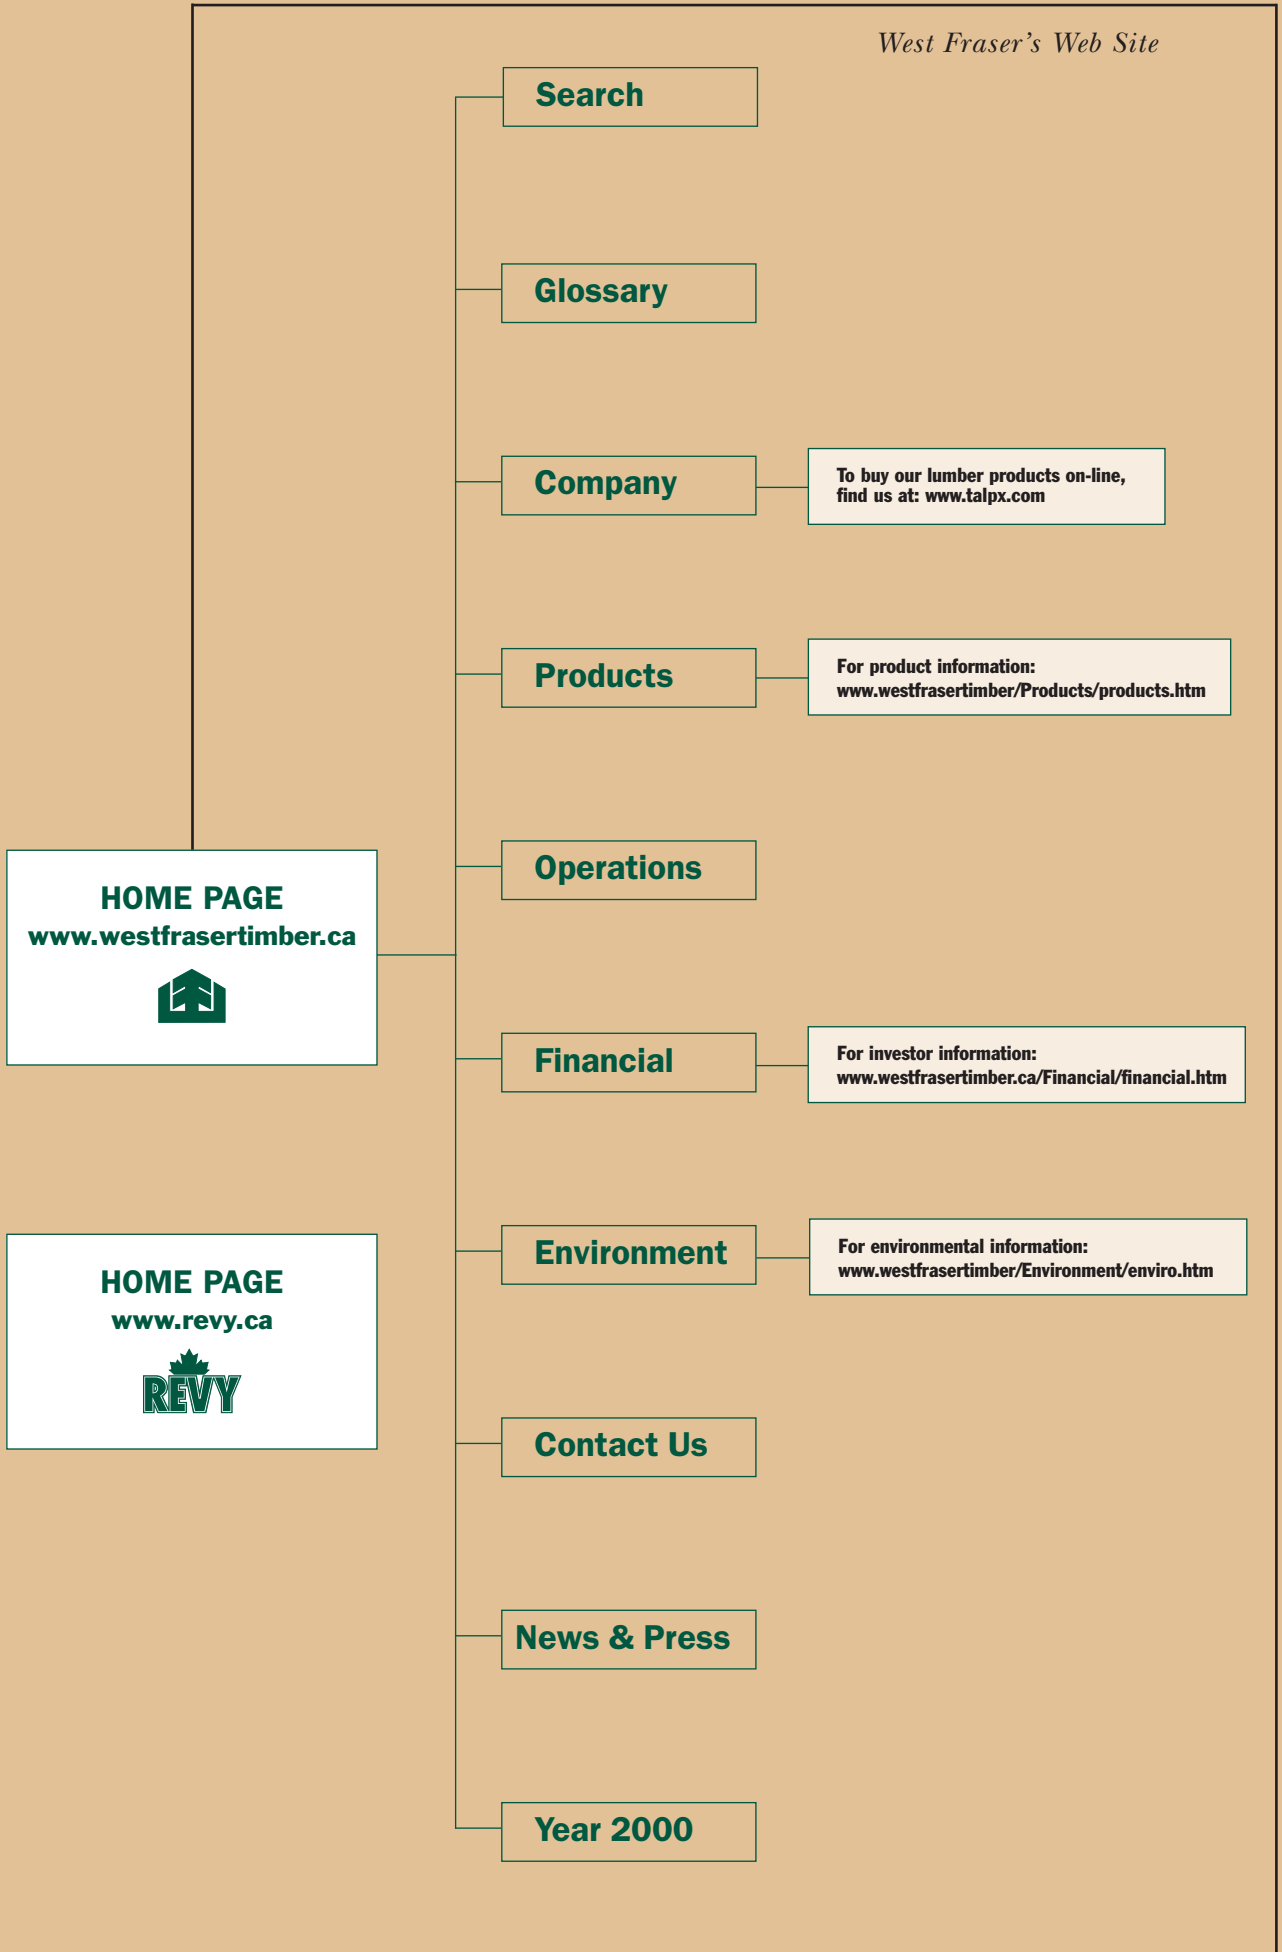 West Fraser's Web Site
Search
Glossary
Company
To buy our lumber products on-line,
find us at: www.talpx.com
Products
For product information:
www.westfrasertimber/Products/products.htm
Operations
HOME PAGE
www.westfrasertimber.ca
Financial
For investor information:
www.westfrasertimber.ca/Financial/financial.htm
Environment
For environmental information:
www.westfrasertimber/Environment/enviro.htm
HOME PAGE
www.revy.ca
REVY
Contact Us
News & Press
Year 2000